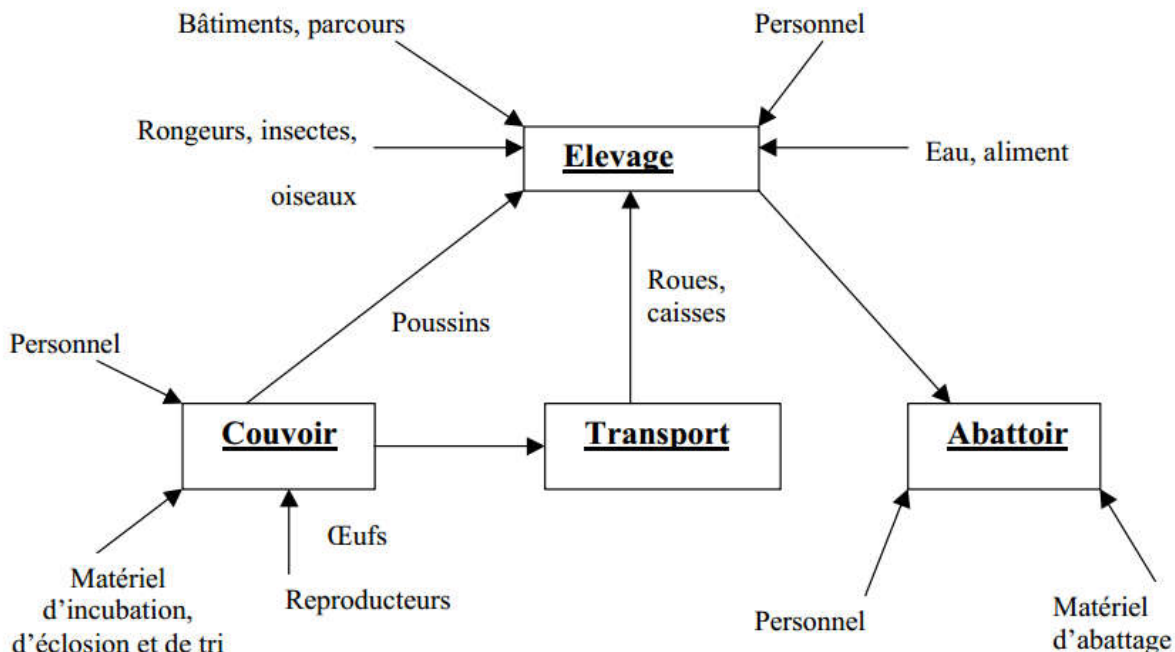 Bâtiments, parcours
Personnel
Rongeurs, insectes,
oiseaux
Elevage
Eau, aliment
Roues,
caisses
Poussins
Personnel
Couvoir
Transport
Abattoir
Œufs
Matériel
d'incubation,
d'éclosion et de tri
Reproducteurs
Personnel
Matériel
d'abattage